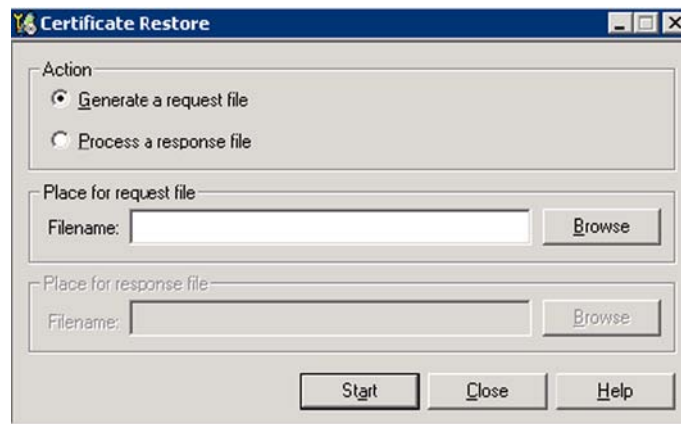 Certificate Restore
Action
Generate a request file
Process a response file
Place for request file
Filename:
Browse
Place for response file
Filename:
Browse
Start
Close
Help